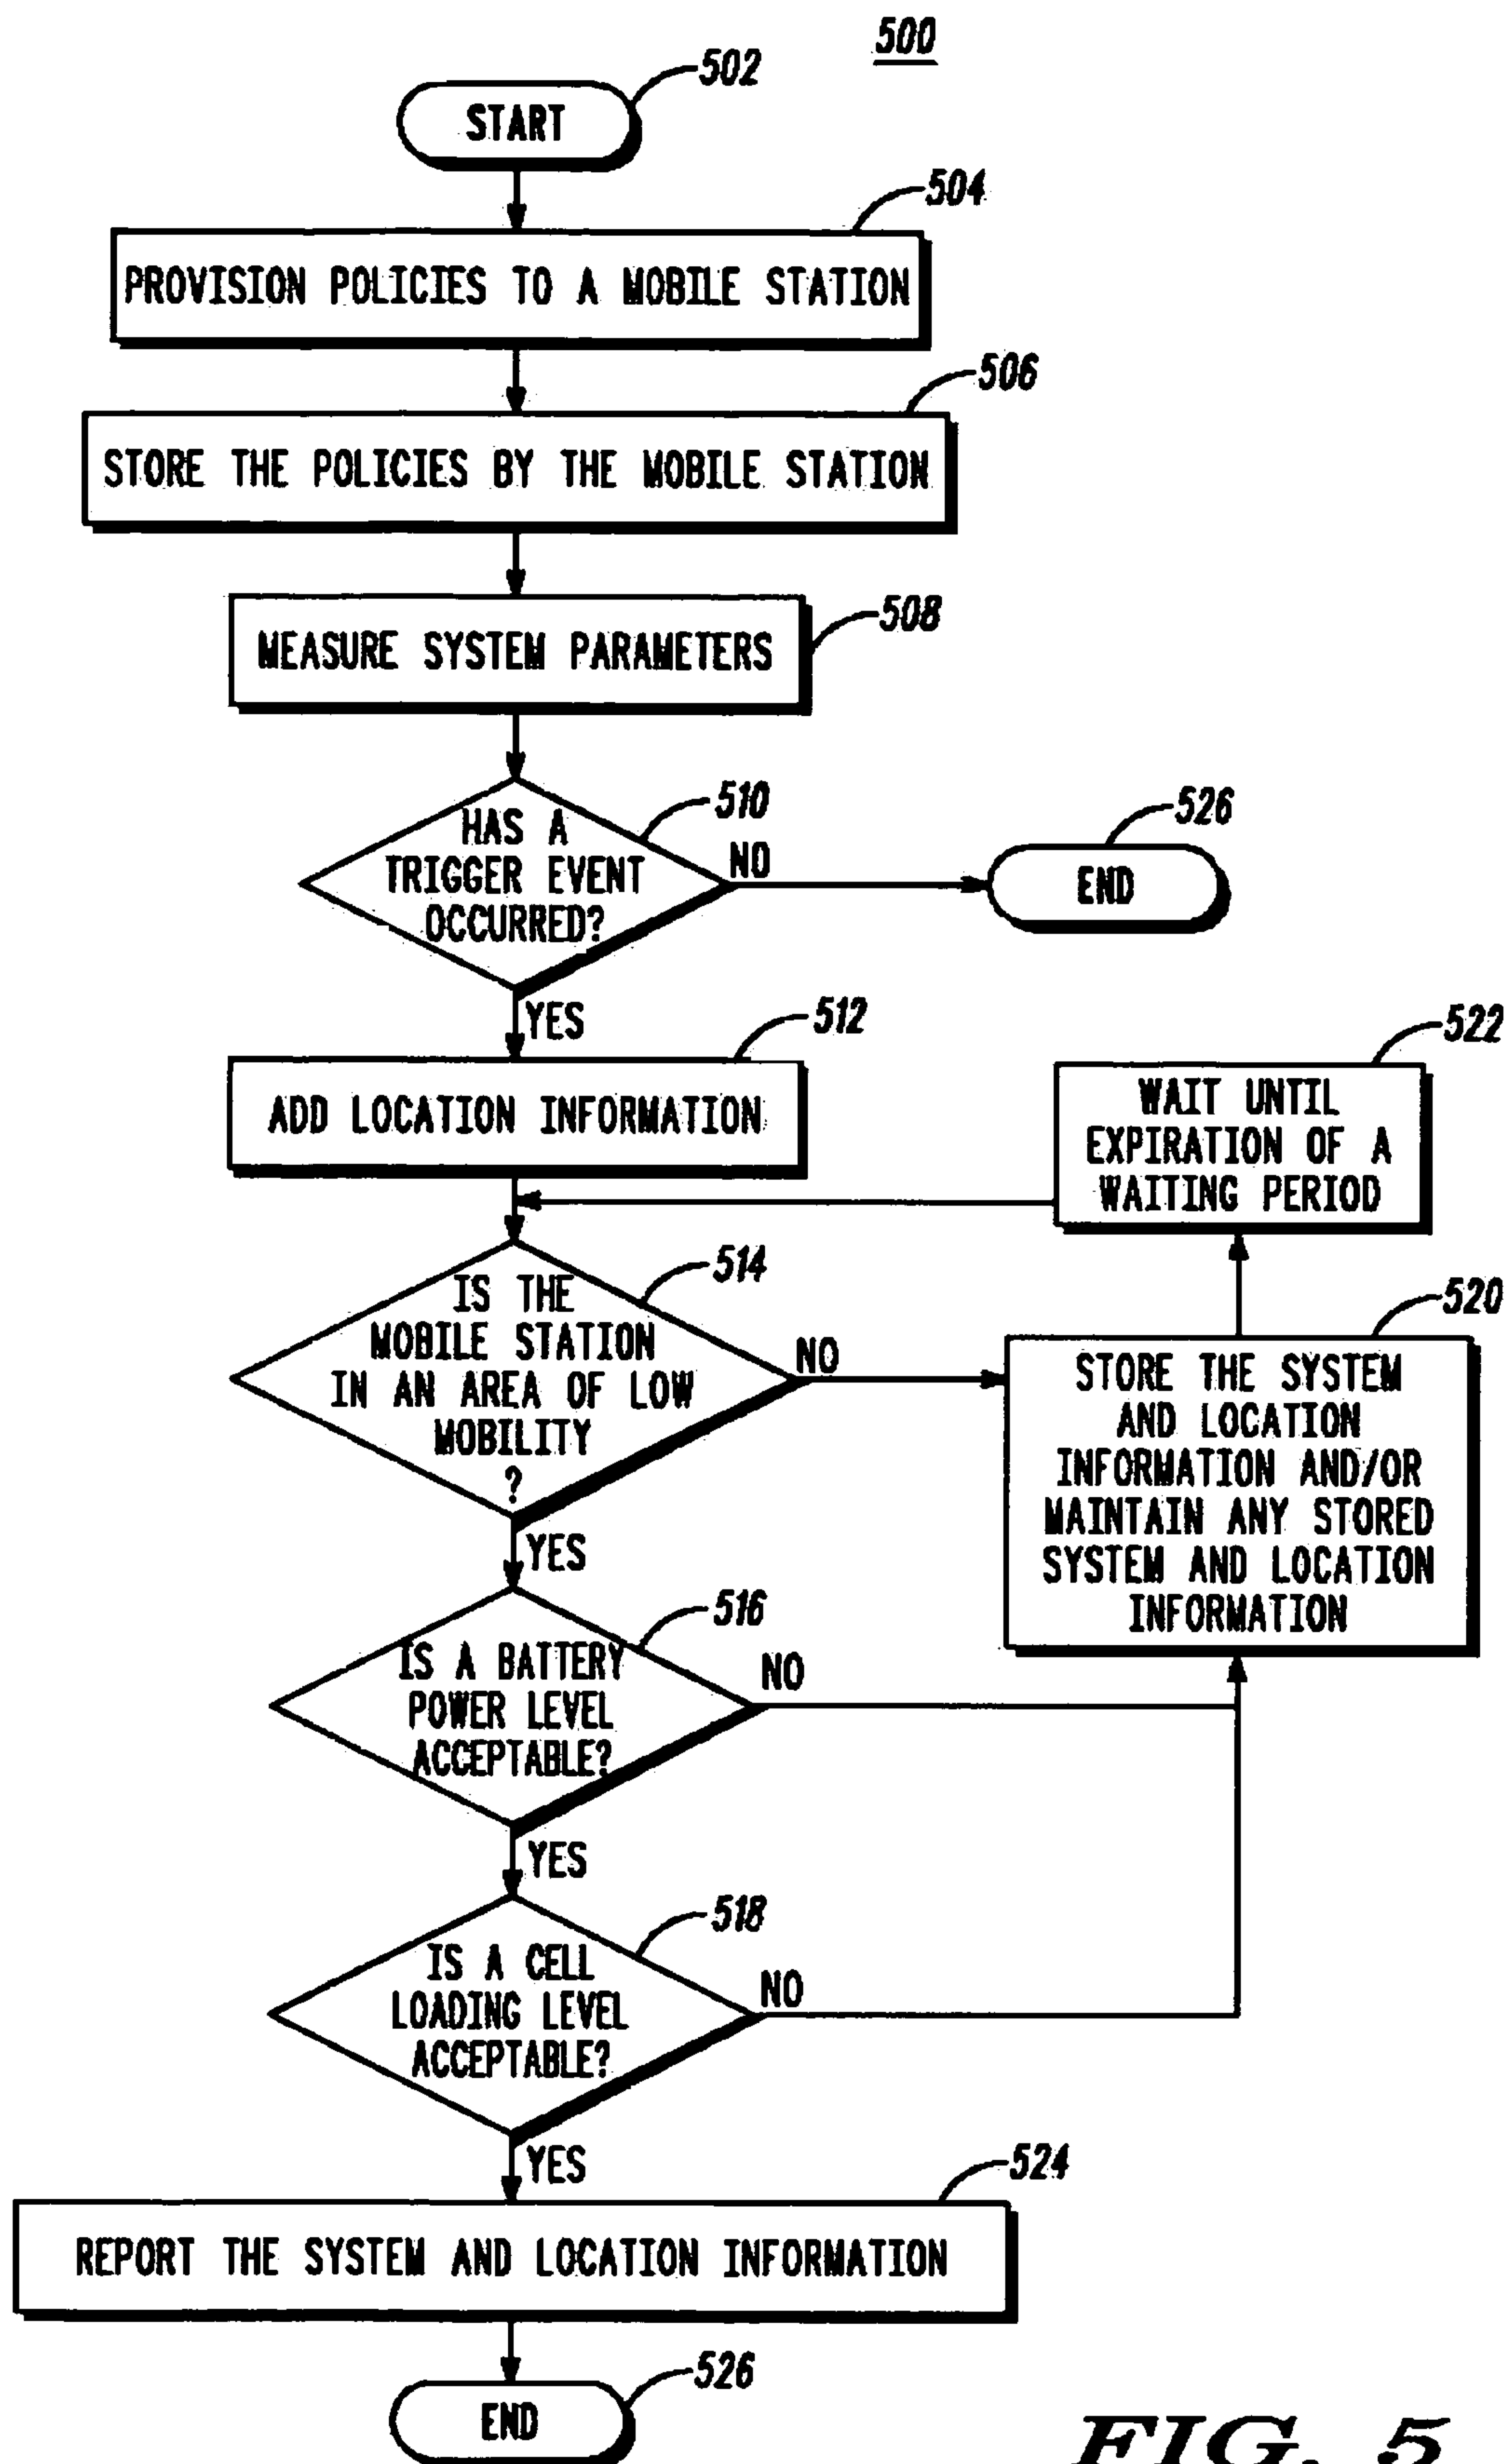 500
502
START
504
PROVISION POLICIES TO A MOBILE STATION
506
STORE THE POLICIES BY THE MOBILE STATION
508
MEASURE SYSTEM PARAMETERS
510
HAS A
TRIGGER EVENT
OCCURRED?
NO
526
END
YES
512
ADD LOCATION INFORMATION
522
WAIT UNTIL
EXPIRATION OF A
WAITING PERIOD
514
IS THE
MOBILE STATION
IN AN AREA OF LOW
MOBILITY
?
NO
520
STORE THE SYSTEM
AND LOCATION
INFORMATION AND/OR
MAINTAIN ANY STORED
SYSTEM AND LOCATION
INFORMATION
YES
516
IS A BATTERY
POWER LEVEL
ACCEPTABLE?
NO
YES
518
IS A CELL
LOADING LEVEL
ACCEPTABLE?
NO
YES
524
REPORT THE SYSTEM AND LOCATION INFORMATION
526
END
FIG. 5